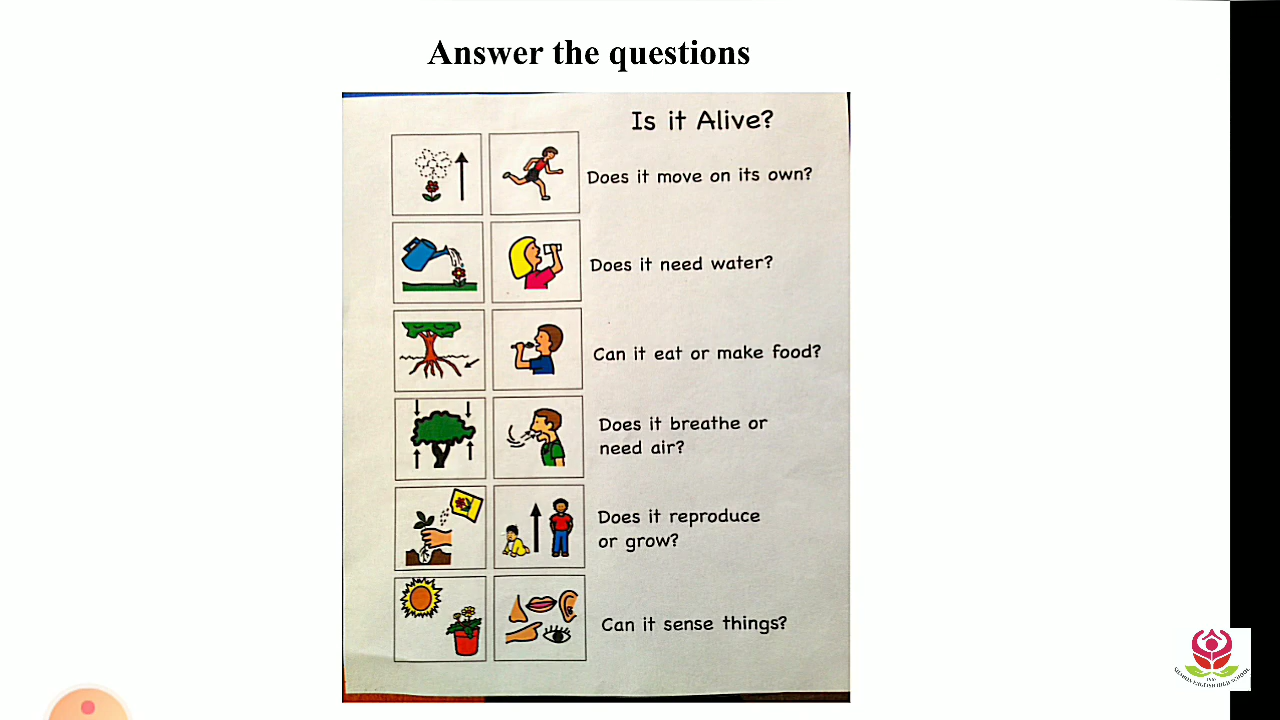 Answer the questions
Is it Alive?
Does it move on its own?
Does it need water?
Can it eat or make food?
Does it breathe or
need air?
Does it reproduce
or grow?
Can it sense things?